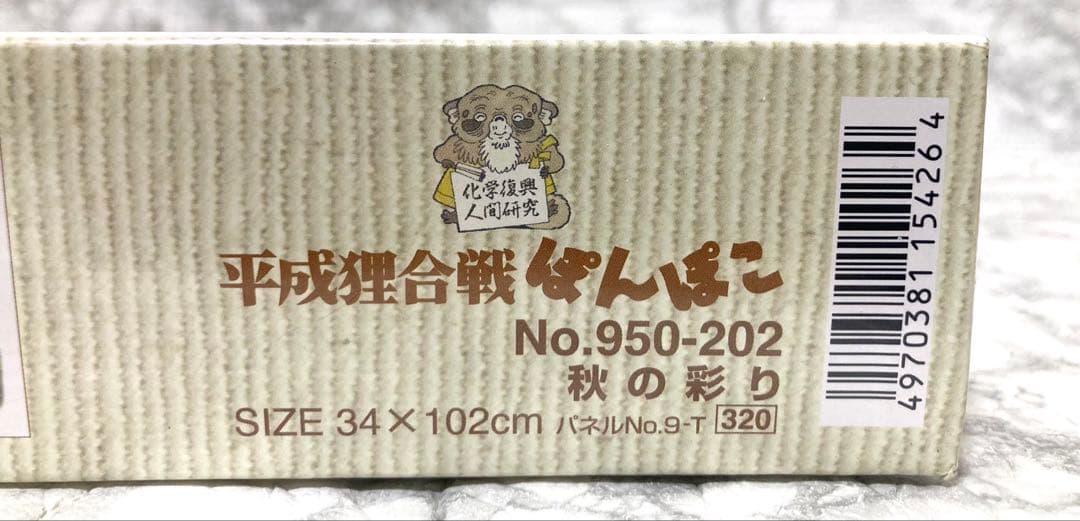 化学復興
人間研究
平成狸合戦ぽんぽこ
No.950-202
秋の彩り
SIZE 34×102cm パネルNo.9-T 320
4970381154264